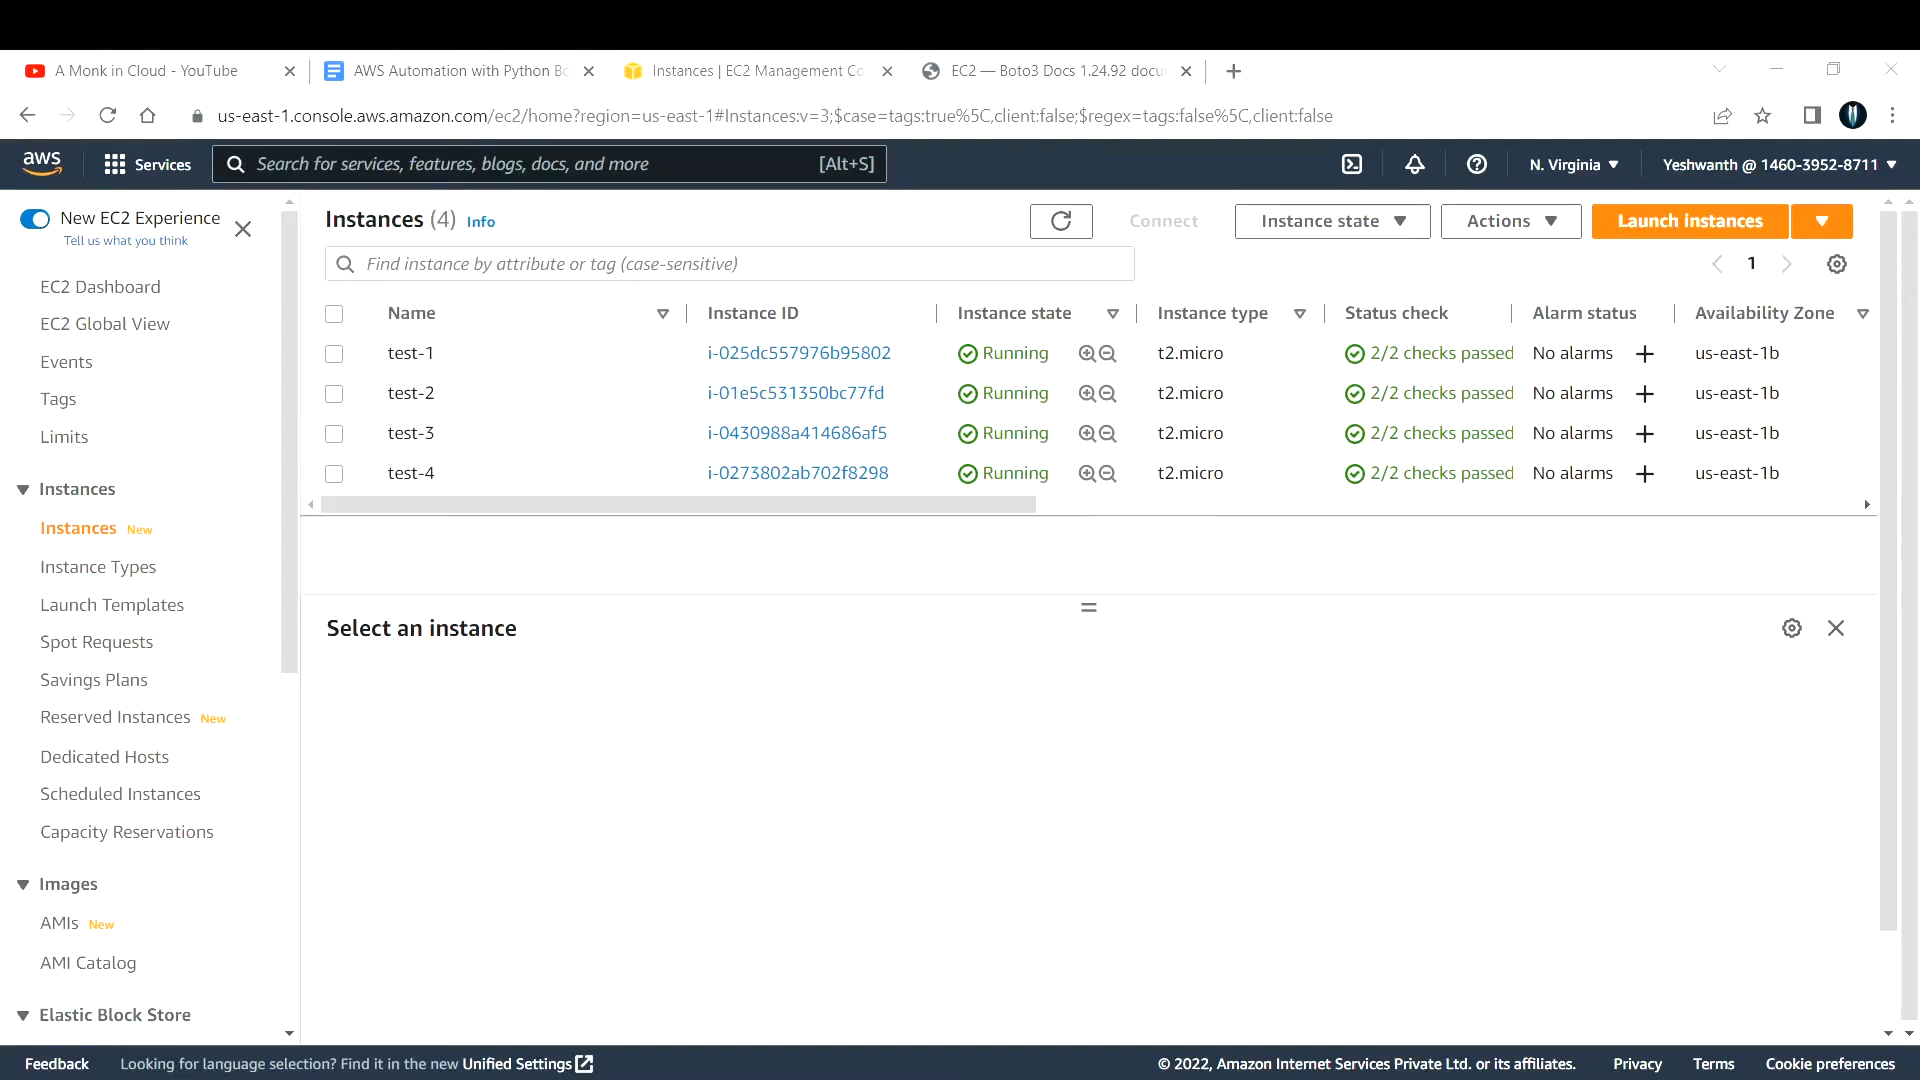 A Monk in Cloud - YouTube
AWS Automation with Python Bo
Instances | EC2 Management Co
EC2 — Boto3 Docs 1.24.92 docu
us-east-1.console.aws.amazon.com/ec2/home?region=us-east-1#Instances:v=3;$case=tags:true%5C,client:false;$regex=tags:false%5C,client:false
aws
Services
Search for services, features, blogs, docs, and more
[Alt+S]
N. Virginia
Yeshwanth @ 1460-3952-8711
New EC2 Experience
Tell us what you think
EC2 Dashboard
EC2 Global View
Events
Tags
Limits
Instances
Instances New
Instance Types
Launch Templates
Spot Requests
Savings Plans
Reserved Instances New
Dedicated Hosts
Scheduled Instances
Capacity Reservations
Images
AMIs New
AMI Catalog
Elastic Block Store
Instances (4) Info
Connect
Instance state
Actions
Launch instances
Find instance by attribute or tag (case-sensitive)
1
Name Instance ID Instance state Instance type Status check Alarm status Availability Zone
test-1 i-025dc557976b95802 Running t2.micro 2/2 checks passed No alarms + us-east-1b
test-2 i-01e5c531350bc77fd Running t2.micro 2/2 checks passed No alarms + us-east-1b
test-3 i-0430988a414686af5 Running t2.micro 2/2 checks passed No alarms + us-east-1b
test-4 i-0273802ab702f8298 Running t2.micro 2/2 checks passed No alarms + us-east-1b
Select an instance
Feedback
Looking for language selection? Find it in the new Unified Settings
© 2022, Amazon Internet Services Private Ltd. or its affiliates.
Privacy
Terms
Cookie preferences